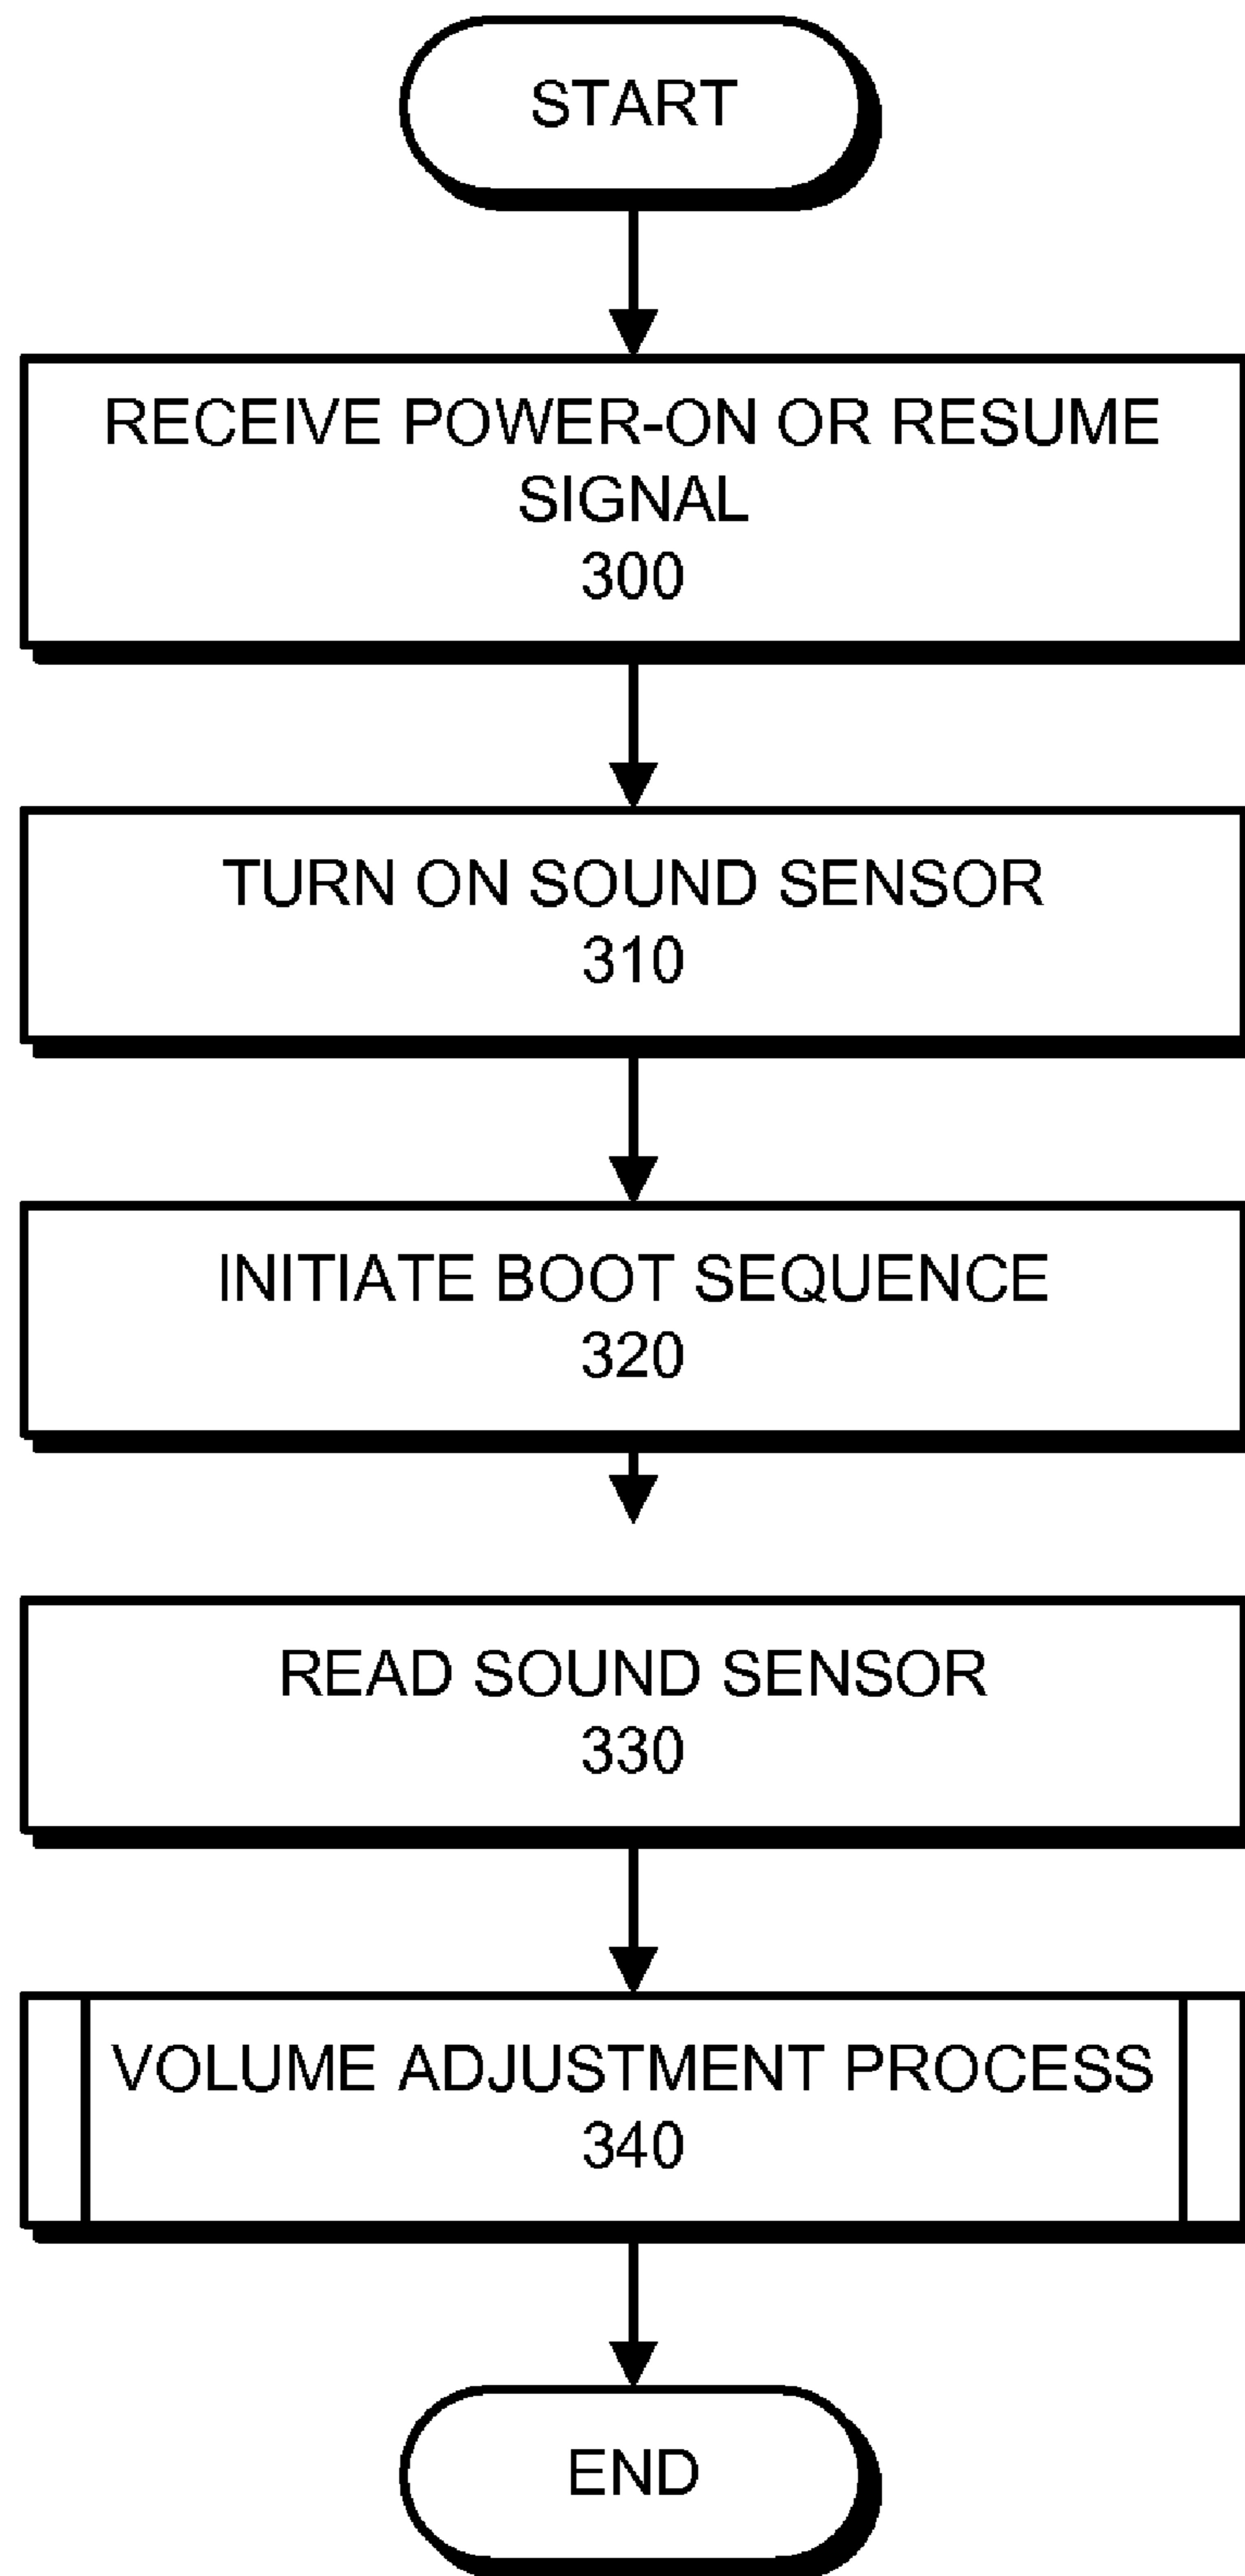 START
RECEIVE POWER-ON OR RESUME
SIGNAL
300
TURN ON SOUND SENSOR
310
INITIATE BOOT SEQUENCE
320
READ SOUND SENSOR
330
VOLUME ADJUSTMENT PROCESS
340
END